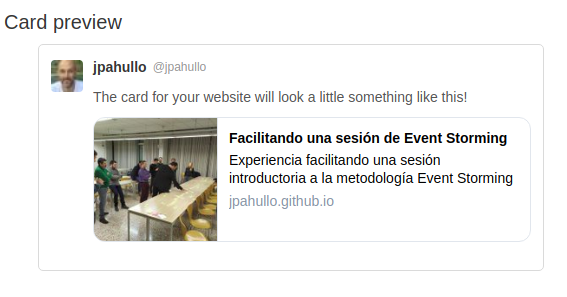 Card preview
jpahullo @jpahullo
The card for your website will look a little something like this!
Facilitando una sesión de Event Storming
Experiencia facilitando una sesión
introductoria a la metodología Event Storming
jpahullo.github.io